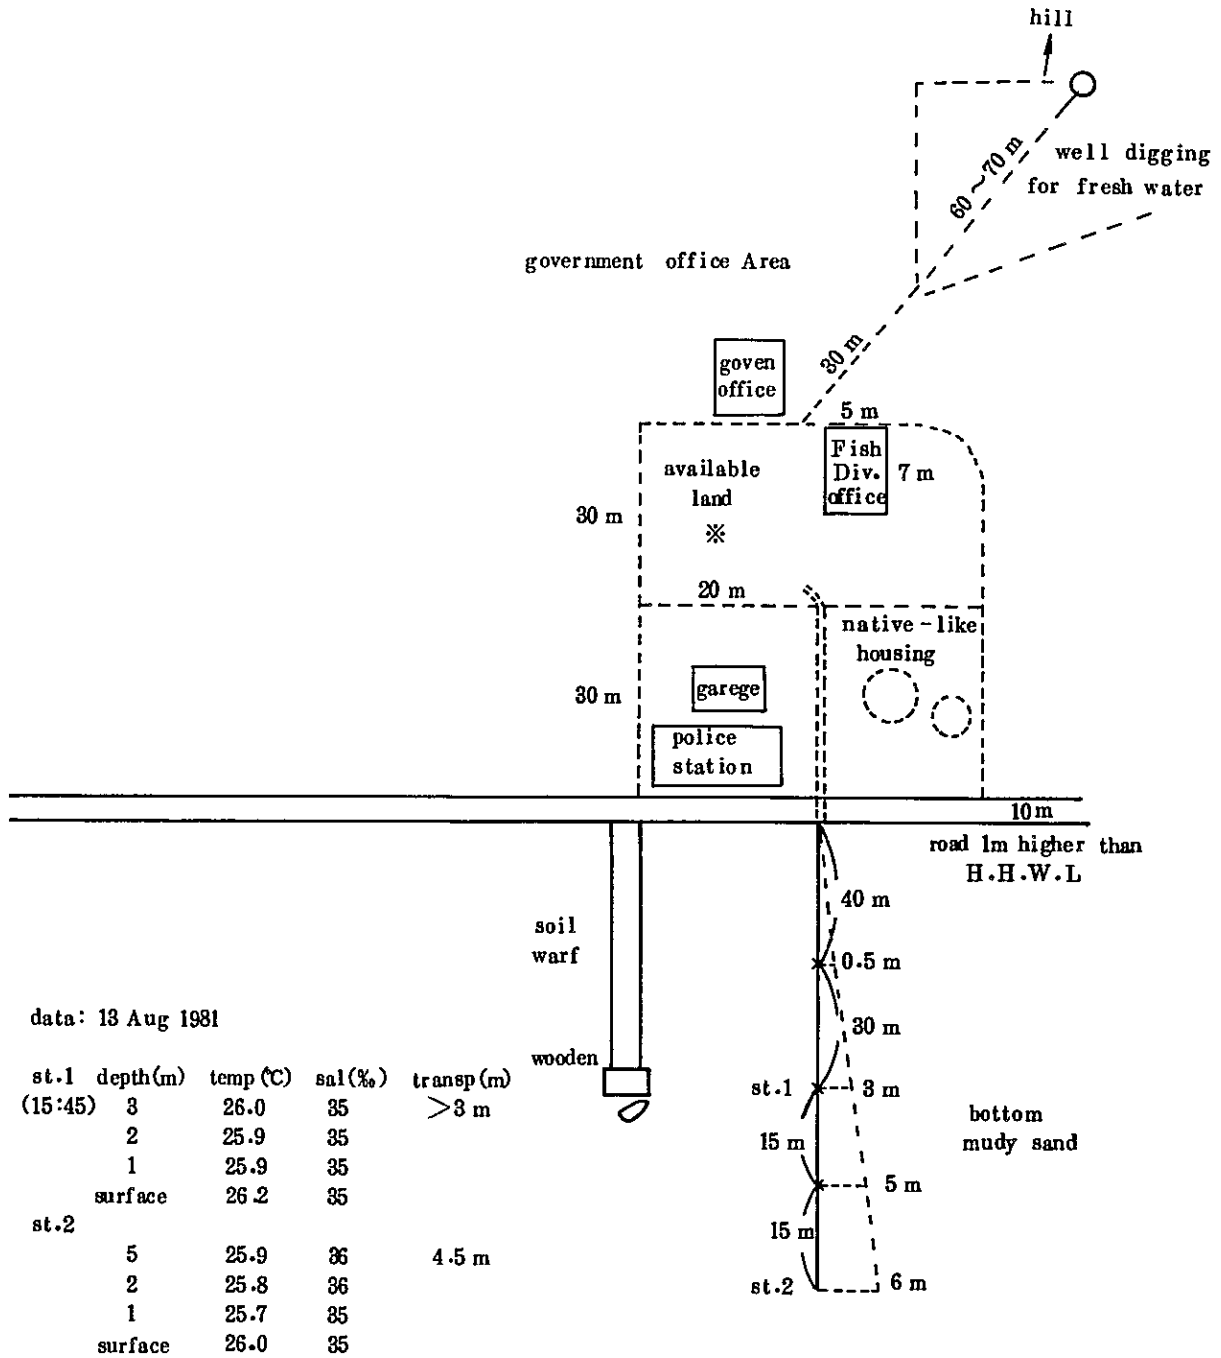 hill
60～70 m
well digging
for fresh water
government office Area
30 m
goven
office
5 m
Fish
Div.
office
7 m
available
land
※
30 m
20 m
native-like
housing
garege
30 m
police
station
10 m
road 1m higher than
H.H.W.L
40 m
soil
warf
0.5 m
30 m
data: 13 Aug 1981
wooden
st.1 depth(m) temp(℃) sal(‰) transp(m)
(15:45) 3 26.0 35 >3 m
2 25.9 35
1 25.9 35
surface 26.2 35
st.2
5 25.9 36 4.5 m
2 25.8 36
1 25.7 35
surface 26.0 35
st.1
3 m
bottom
mudy sand
15 m
5 m
15 m
st.2
6 m